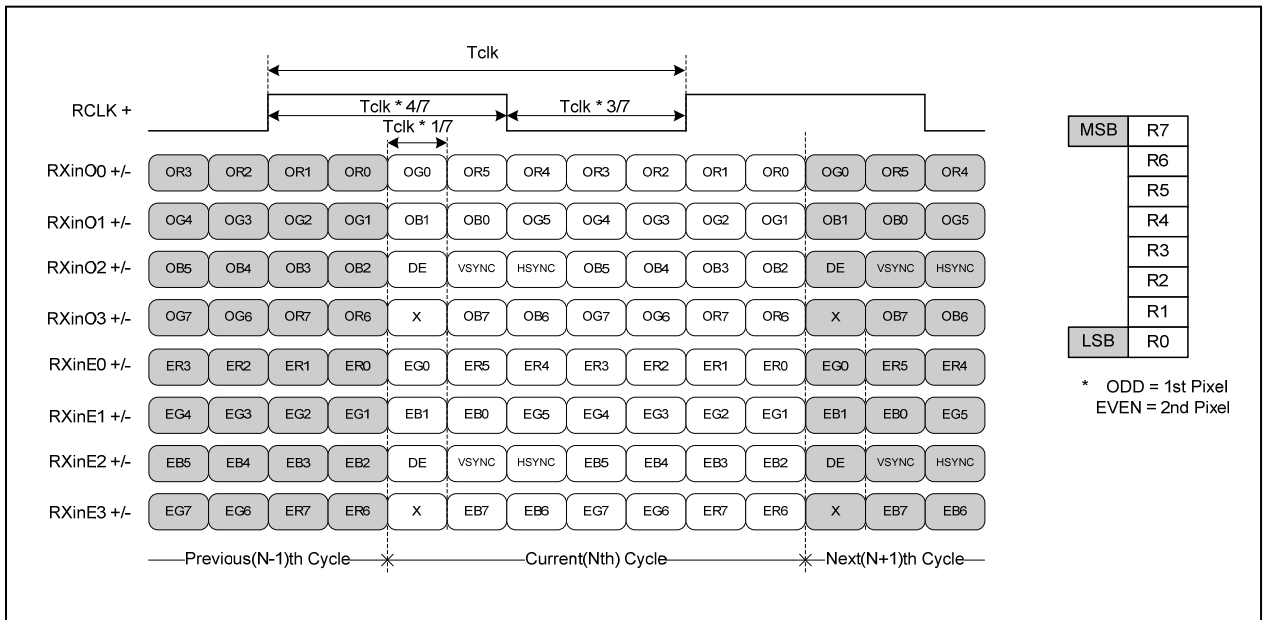 Tclk
RCLK +
Tclk * 4/7
Tclk * 3/7
Tclk * 1/7
RXinO0 +/- OR3 OR2 OR1 OR0 OG0 OR5 OR4 OR3 OR2 OR1 OR0 OG0 OR5 OR4
RXinO1 +/- OG4 OG3 OG2 OG1 OB1 OB0 OG5 OG4 OG3 OG2 OG1 OB1 OB0 OG5
RXinO2 +/- OB5 OB4 OB3 OB2 DE VSYNC HSYNC OB5 OB4 OB3 OB2 DE VSYNC HSYNC
RXinO3 +/- OG7 OG6 OR7 OR6 X OB7 OB6 OG7 OG6 OR7 OR6 X OB7 OB6
RXinE0 +/- ER3 ER2 ER1 ER0 EG0 ER5 ER4 ER3 ER2 ER1 ER0 EG0 ER5 ER4
RXinE1 +/- EG4 EG3 EG2 EG1 EB1 EB0 EG5 EG4 EG3 EG2 EG1 EB1 EB0 EG5
RXinE2 +/- EB5 EB4 EB3 EB2 DE VSYNC HSYNC EB5 EB4 EB3 EB2 DE VSYNC HSYNC
RXinE3 +/- EG7 EG6 ER7 ER6 X EB7 EB6 EG7 EG6 ER7 ER6 X EB7 EB6
Previous(N-1)th Cycle Current(Nth) Cycle Next(N+1)th Cycle
MSB R7
R6
R5
R4
R3
R2
R1
LSB R0
* ODD = 1st Pixel
EVEN = 2nd Pixel